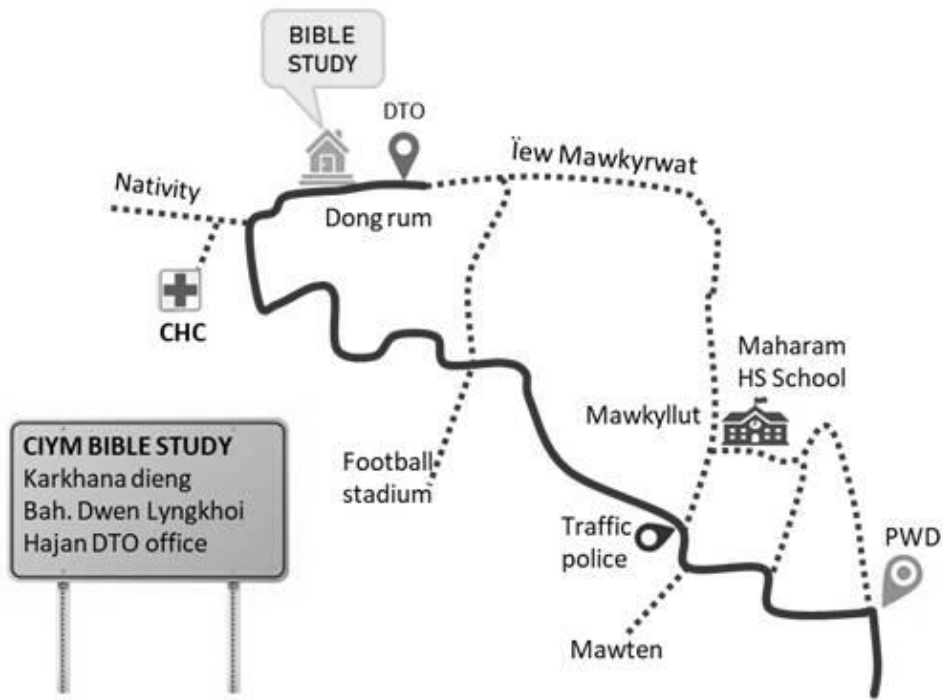 BIBLE
STUDY
DTO
Ïew Mawkyrwat
Nativity
Dong rum
CHC
Maharam
HS School
Mawkyllut
CIYM BIBLE STUDY
Karkhana dieng
Bah. Dwen Lyngkhoi
Hajan DTO office
Football
stadium
Traffic
police
PWD
Mawten